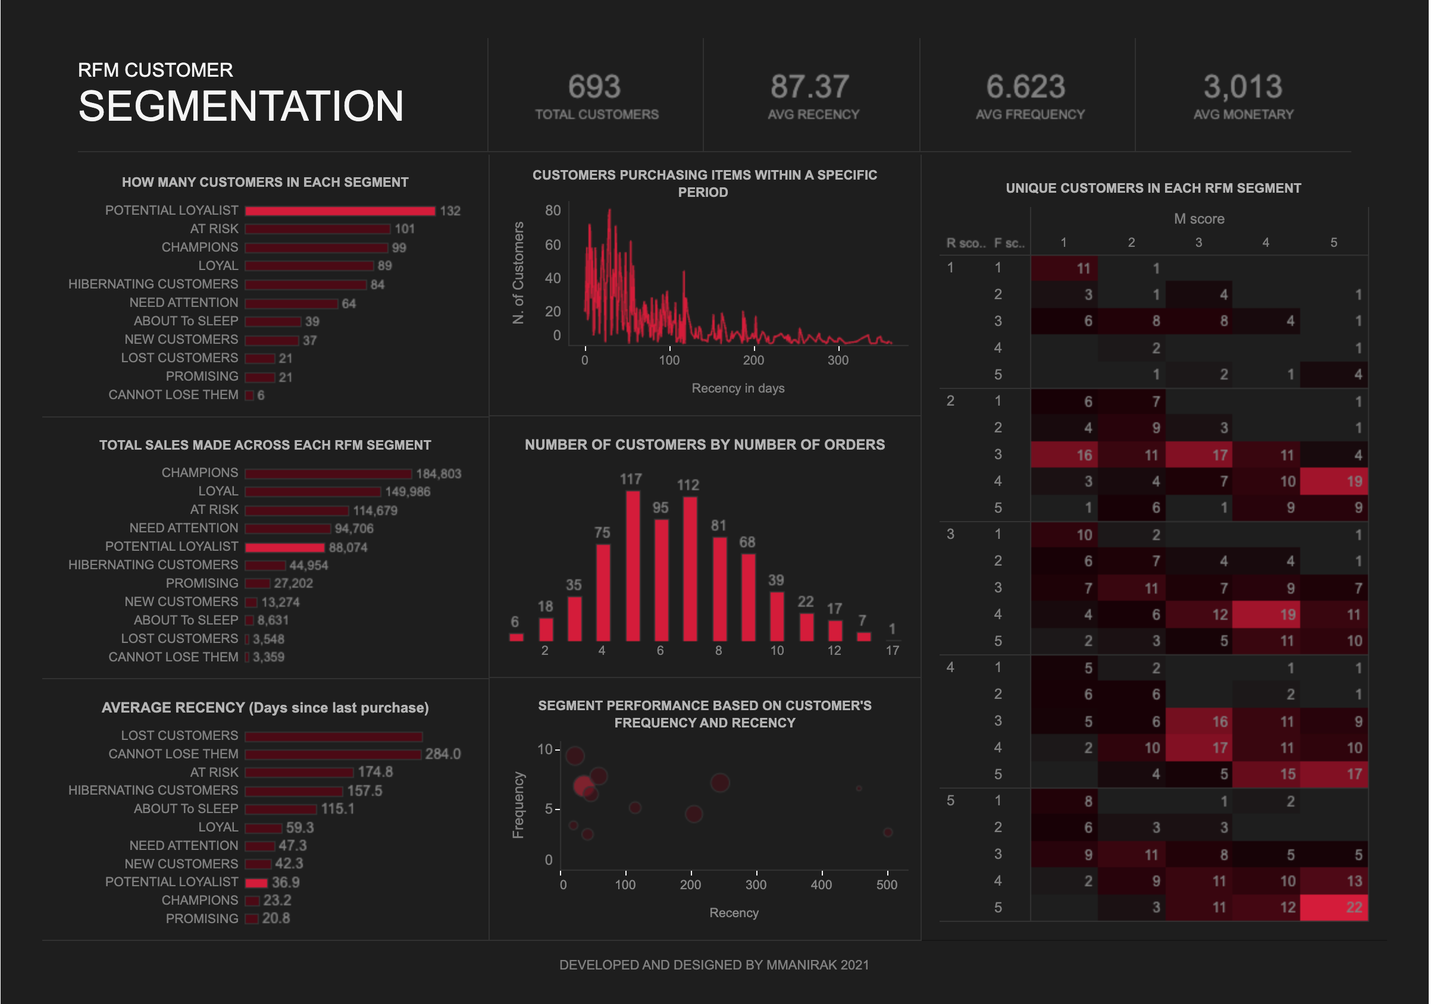 RFM CUSTOMER
SEGMENTATION
693
TOTAL CUSTOMERS
87.37
AVG RECENCY
6.623
AVG FREQUENCY
3,013
AVG MONETARY
HOW MANY CUSTOMERS IN EACH SEGMENT
POTENTIAL LOYALIST 132
AT RISK 101
CHAMPIONS 99
LOYAL 89
HIBERNATING CUSTOMERS 84
NEED ATTENTION 64
ABOUT To SLEEP 39
NEW CUSTOMERS 37
LOST CUSTOMERS 21
PROMISING 21
CANNOT LOSE THEM 6
TOTAL SALES MADE ACROSS EACH RFM SEGMENT
CHAMPIONS 184,803
LOYAL 149,986
AT RISK 114,679
NEED ATTENTION 94,706
POTENTIAL LOYALIST 88,074
HIBERNATING CUSTOMERS 44,954
PROMISING 27,202
NEW CUSTOMERS 13,274
ABOUT To SLEEP 8,631
LOST CUSTOMERS 3,548
CANNOT LOSE THEM 3,359
AVERAGE RECENCY (Days since last purchase)
LOST CUSTOMERS
CANNOT LOSE THEM 284.0
AT RISK 174.8
HIBERNATING CUSTOMERS 157.5
ABOUT To SLEEP 115.1
LOYAL 59.3
NEED ATTENTION 47.3
NEW CUSTOMERS 42.3
POTENTIAL LOYALIST 36.9
CHAMPIONS 23.2
PROMISING 20.8
CUSTOMERS PURCHASING ITEMS WITHIN A SPECIFIC
PERIOD
N. of Customers
80
60
40
20
0
0 100 200 300
Recency in days
NUMBER OF CUSTOMERS BY NUMBER OF ORDERS
6 18 35 75 117 95 112 81 68 39 22 17 7 1
2 4 6 8 10 12 17
SEGMENT PERFORMANCE BASED ON CUSTOMER'S
FREQUENCY AND RECENCY
Frequency
10
5
0
0 100 200 300 400 500
Recency
UNIQUE CUSTOMERS IN EACH RFM SEGMENT
M score
R sco.. F sc.. 1 2 3 4 5
1 1 11 1
2 3 1 4 1
3 6 8 8 4 1
4 2 1
5 1 2 1 4
2 1 6 7 1
2 4 9 3 1
3 16 11 17 11 4
4 3 4 7 10 19
5 1 6 1 9 9
3 1 10 2 1
2 6 7 4 4 1
3 7 11 7 9 7
4 4 6 12 19 11
5 2 3 5 11 10
4 1 5 2 1 1
2 6 6 2 1
3 5 6 16 11 9
4 2 10 17 11 10
5 4 5 15 17
5 1 8 1 2
2 6 3 3
3 9 11 8 5 5
4 2 9 11 10 13
5 3 11 12 22
DEVELOPED AND DESIGNED BY MMANIRAK 2021